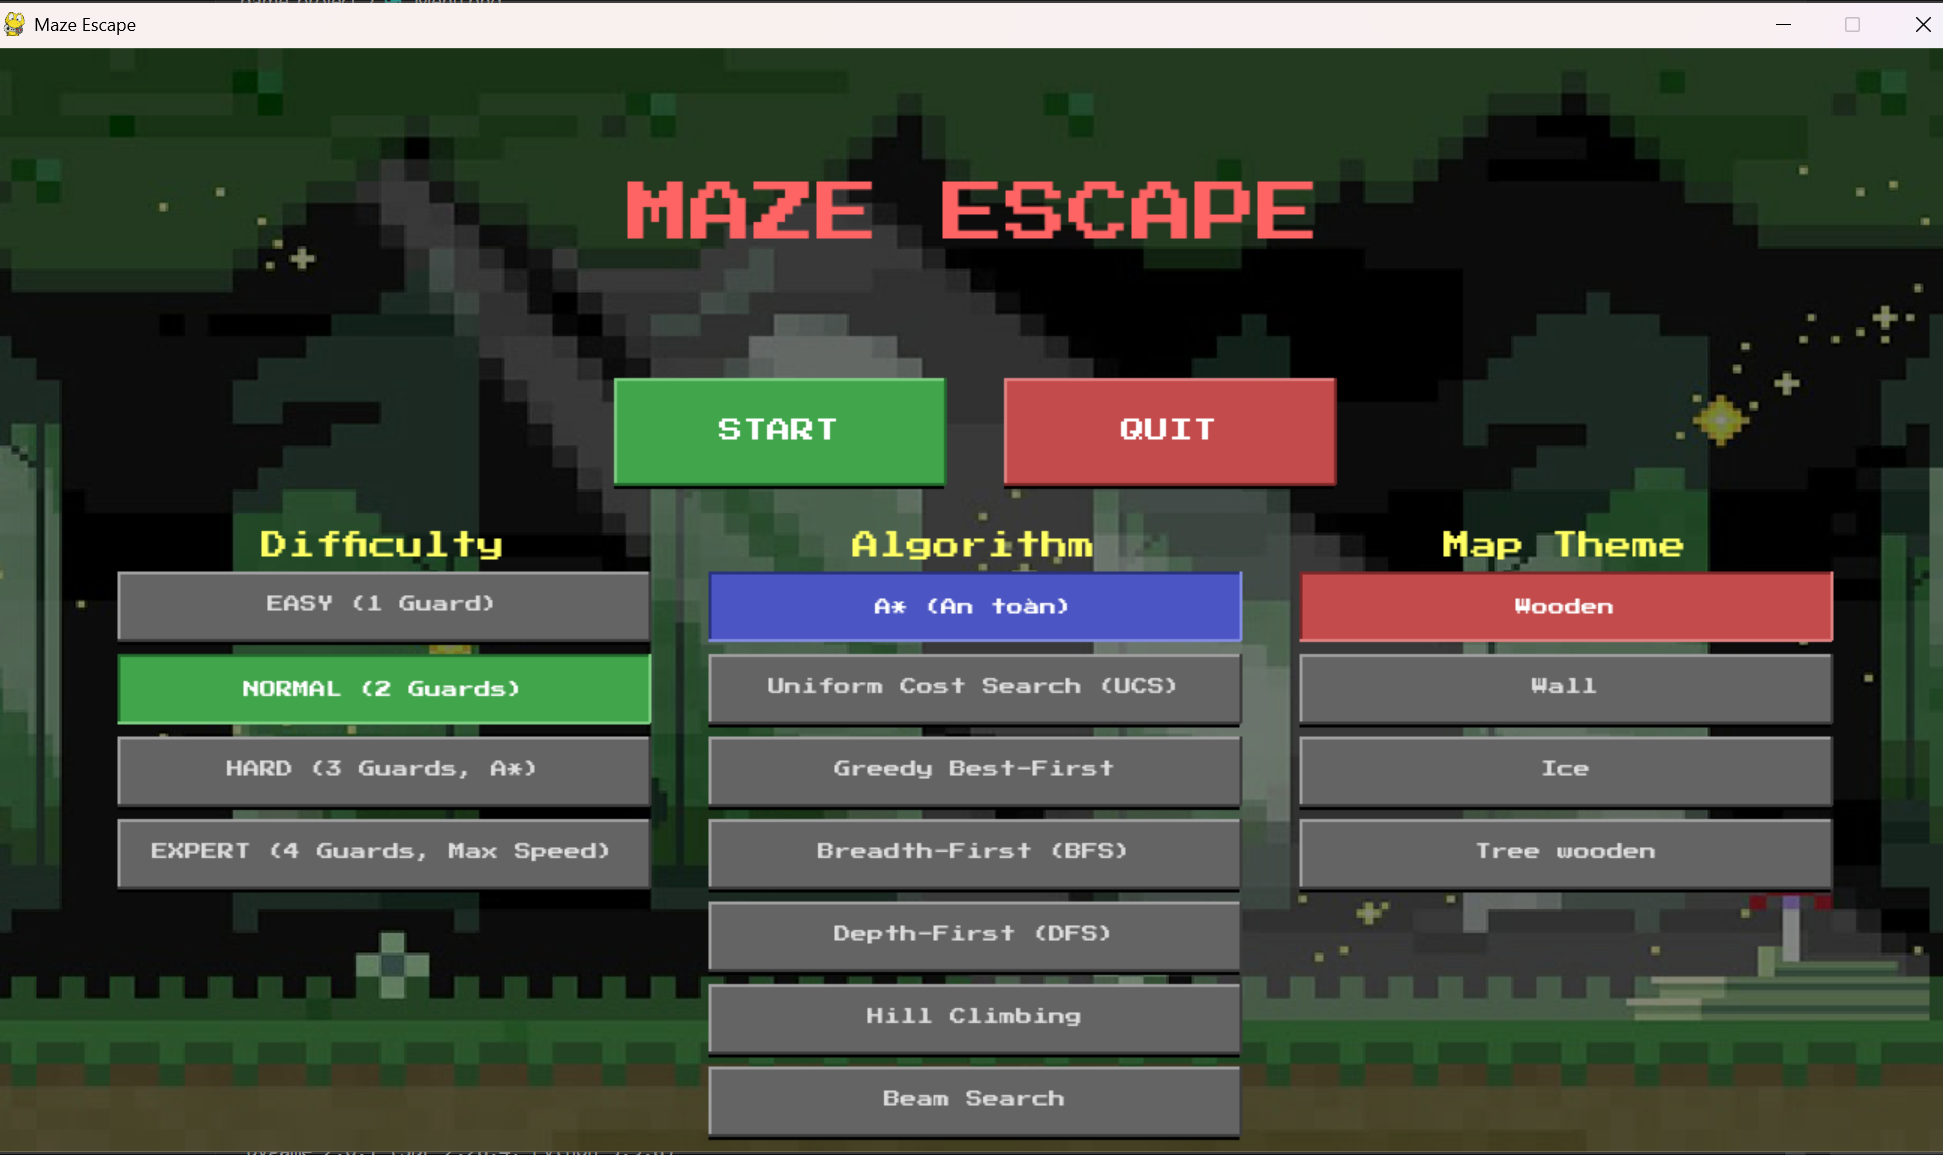 Maze Escape
MAZE ESCAPE
START
QUIT
Difficulty
EASY (1 Guard)
NORMAL (2 Guards)
HARD (3 Guards, A*)
EXPERT (4 Guards, Max Speed)
Algorithm
A* (An toàn)
Uniform Cost Search (UCS)
Greedy Best-First
Breadth-First (BFS)
Depth-First (DFS)
Hill Climbing
Beam Search
Map Theme
Wooden
Wall
Ice
Tree wooden